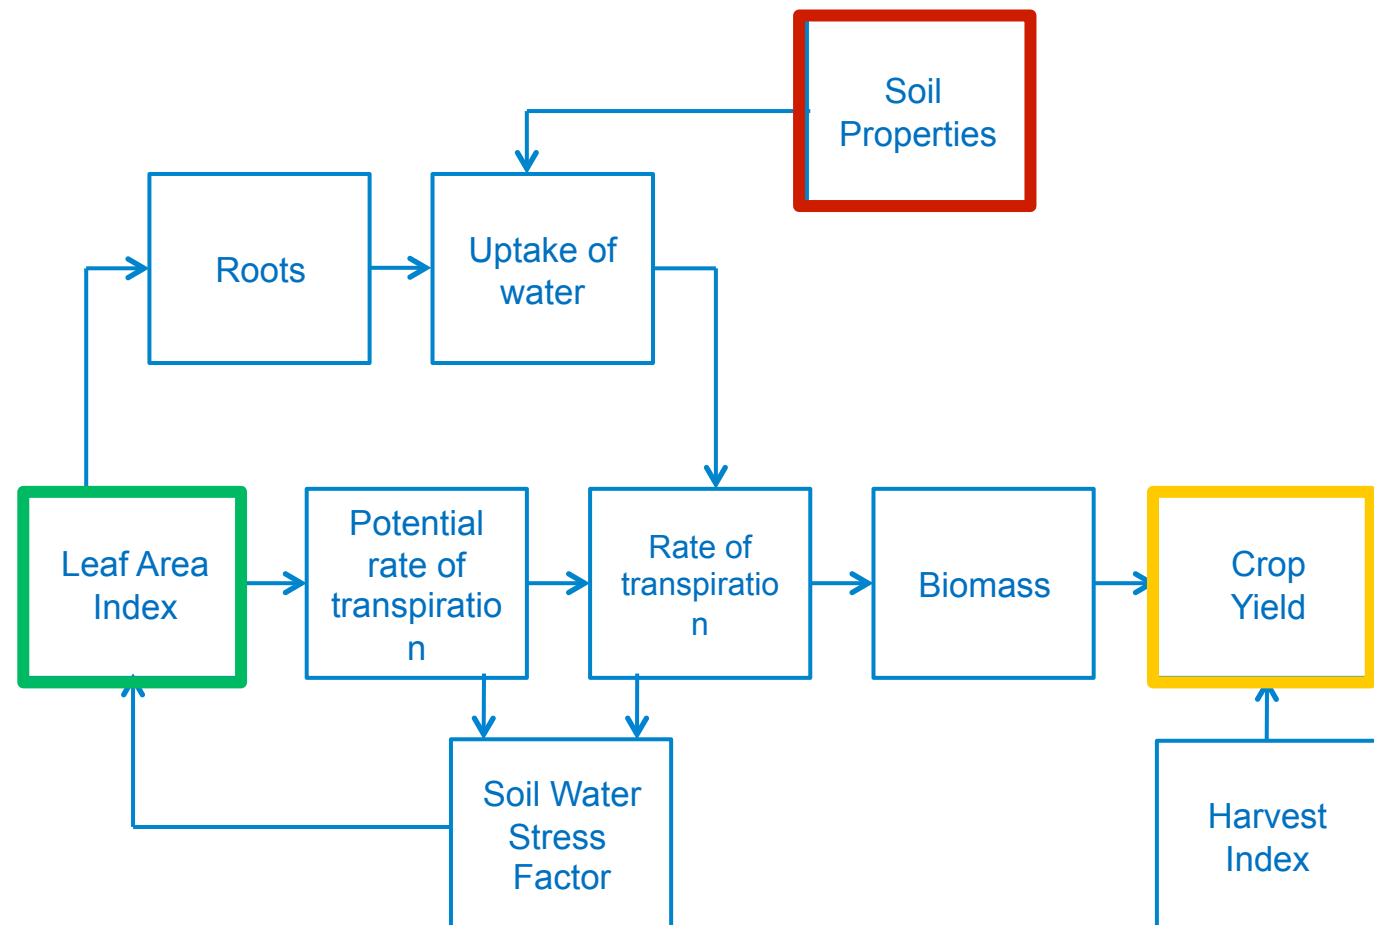 Soil
Properties
Roots
Uptake of
water
Leaf Area
Index
Potential
rate of
transpiratio
n
Rate of
transpiratio
n
Biomass
Crop
Yield
Soil Water
Stress
Factor
Harvest
Index